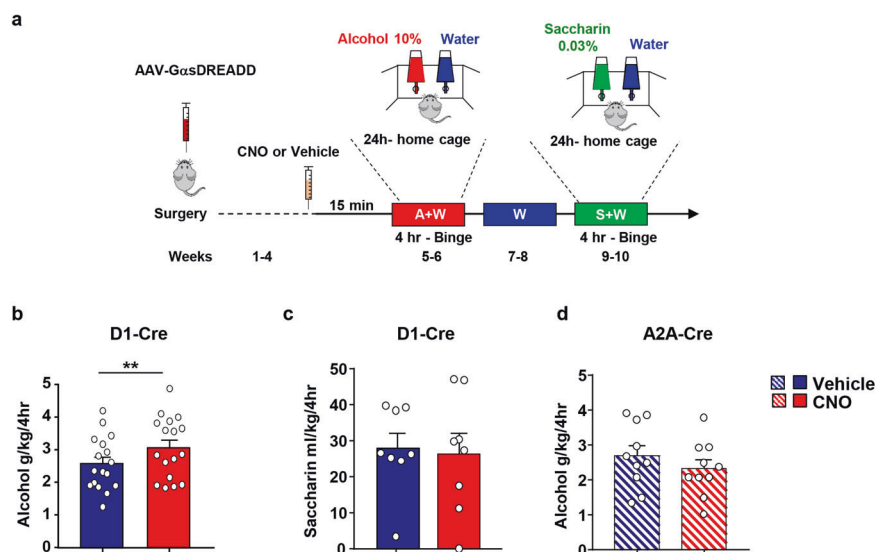 a
Alcohol 10% Water
Saccharin
0.03% Water
AAV-GαsDREADD
24h- home cage 24h- home cage
CNO or Vehicle
15 min
Surgery A+W W S+W
4 hr - Binge 4 hr - Binge
Weeks 1-4 5-6 7-8 9-10
b
D1-Cre
**
Alcohol g/kg/4hr
5
4
3
2
1
0
c
D1-Cre
Saccharin ml/kg/4hr
50
40
30
20
10
0
d
A2A-Cre
Alcohol g/kg/4hr
5
4
3
2
1
0
Vehicle
CNO